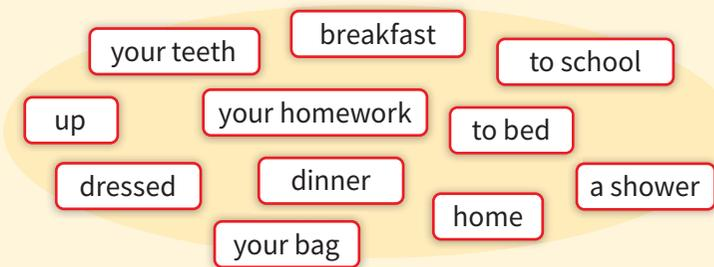 breakfast
your teeth
to school
up
your homework
to bed
dressed
dinner
a shower
home
your bag